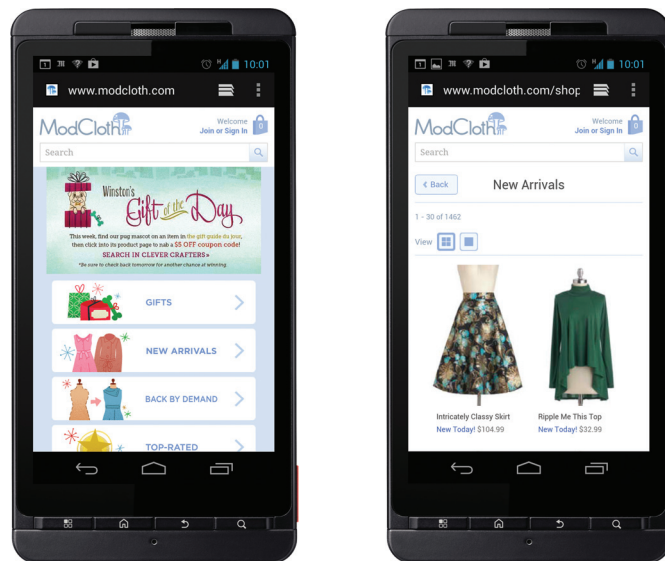 10:01
www.modcloth.com
ModCloth
Welcome
Join or Sign In
0
Search
Winston's
Gift of the Day
This week, find our pug mascot on an item in the gift guide du jour,
then click into its product page to nab a $5 OFF coupon code!
SEARCH IN CLEVER CRAFTERS»
*Be sure to check back tomorrow for another chance at winning.
GIFTS
NEW ARRIVALS
BACK BY DEMAND
TOP-RATED
10:01
www.modcloth.com/shop
ModCloth
Welcome
Join or Sign In
0
Search
Back
New Arrivals
1 - 30 of 1462
View
Intricately Classy Skirt
New Today! $104.99
Ripple Me This Top
New Today! $32.99